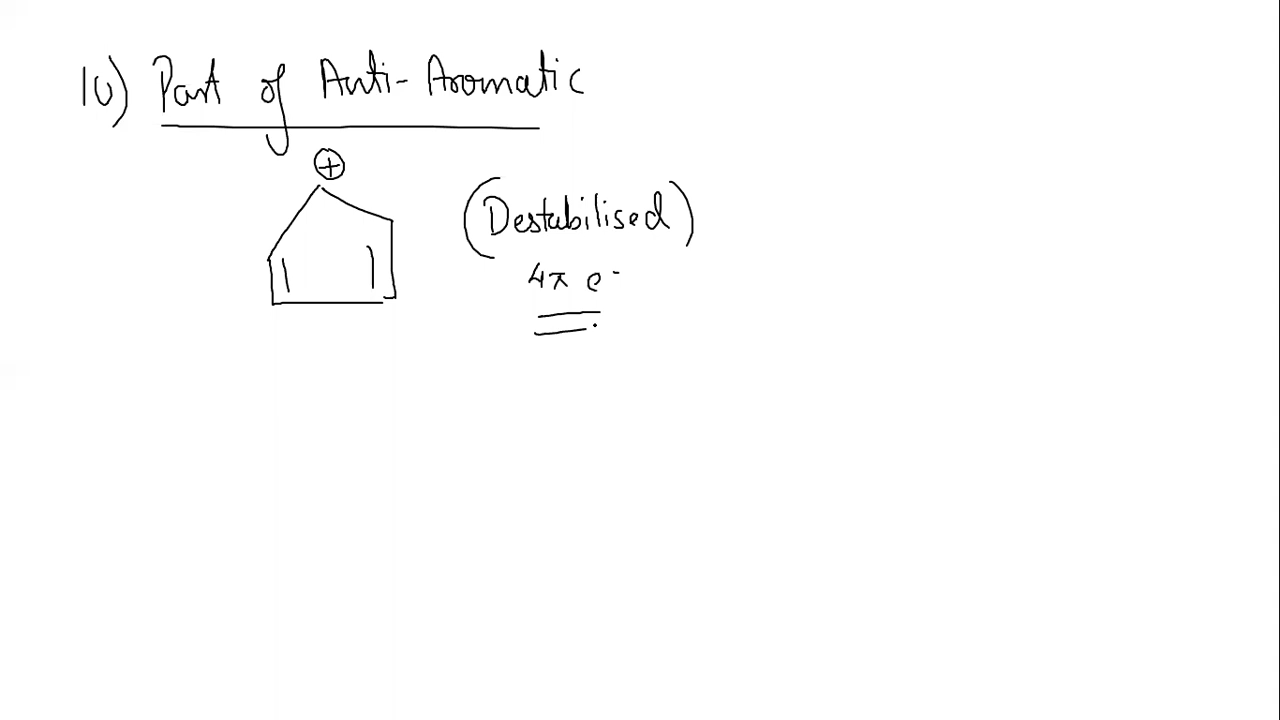 10) Part of Anti-Aromatic
⊕
(Destabilised)
4π e⁻